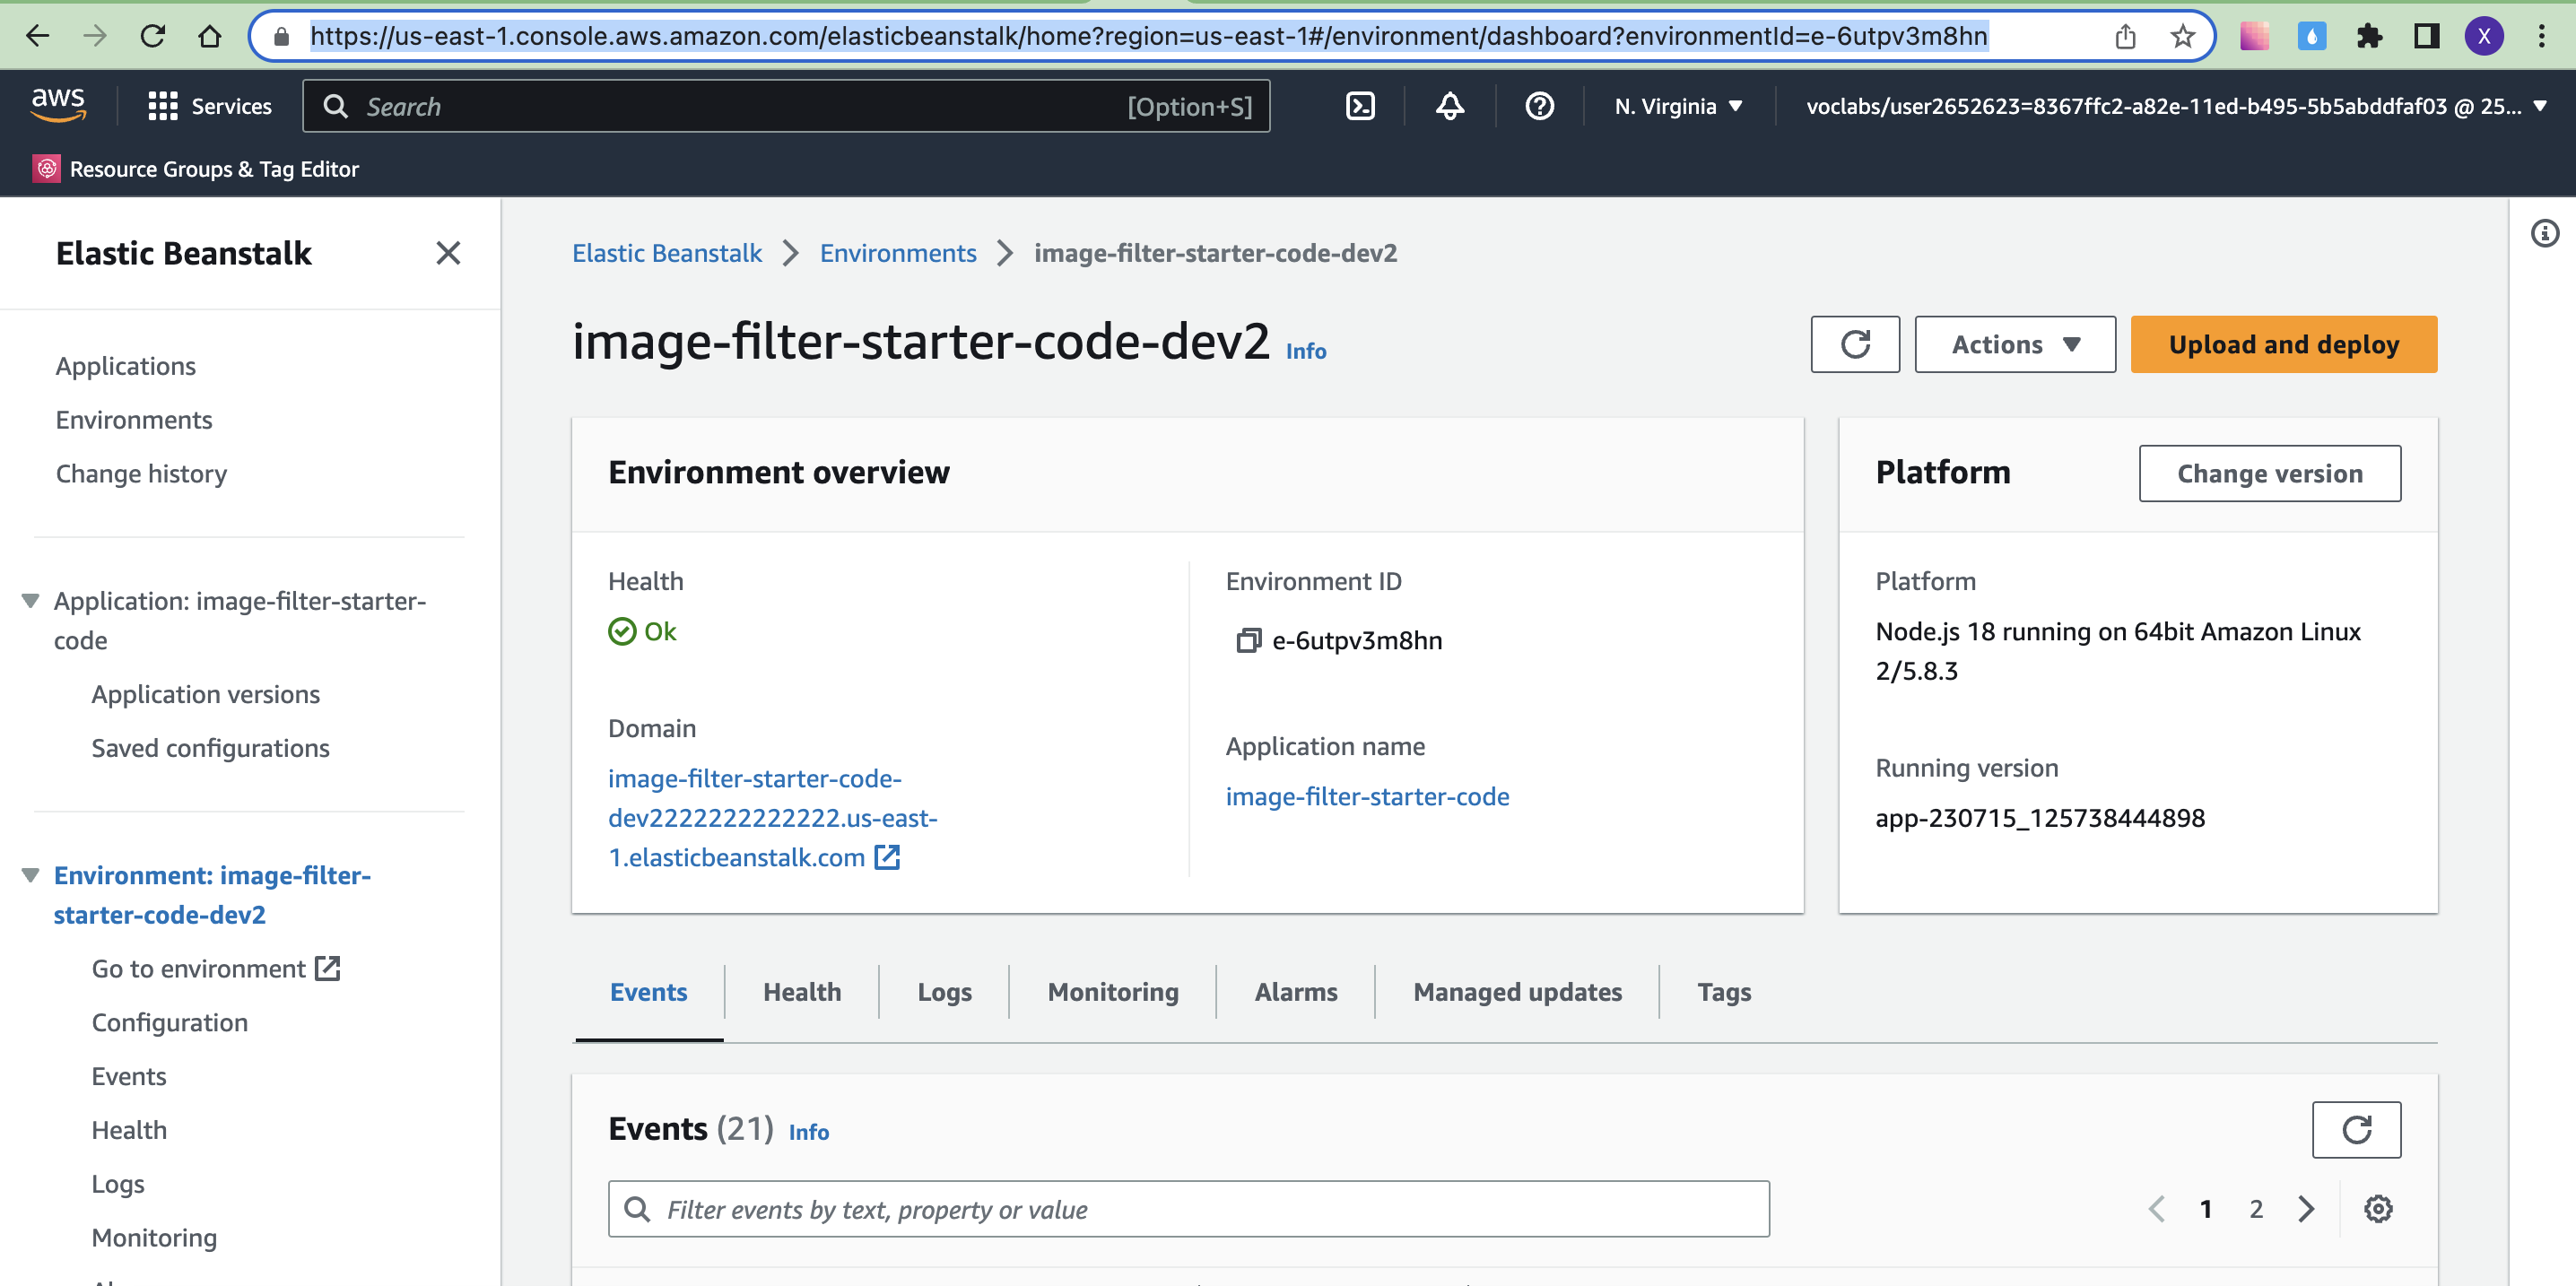 https://us-east-1.console.aws.amazon.com/elasticbeanstalk/home?region=us-east-1#/environment/dashboard?environmentId=e-6utpv3m8hn
X
aws
Services
Search
[Option+S]
N. Virginia
voclabs/user2652623=8367ffc2-a82e-11ed-b495-5b5abddfaf03 @ 25...
Resource Groups & Tag Editor
Elastic Beanstalk
Applications
Environments
Change history
Application: image-filter-starter-
code
Application versions
Saved configurations
Environment: image-filter-
starter-code-dev2
Go to environment
Configuration
Events
Health
Logs
Monitoring
Elastic Beanstalk
Environments
image-filter-starter-code-dev2
image-filter-starter-code-dev2 Info
Actions
Upload and deploy
Environment overview
Health
Ok
Domain
image-filter-starter-code-
dev2222222222222.us-east-
1.elasticbeanstalk.com
Environment ID
e-6utpv3m8hn
Application name
image-filter-starter-code
Platform
Change version
Platform
Node.js 18 running on 64bit Amazon Linux
2/5.8.3
Running version
app-230715_125738444898
Events
Health
Logs
Monitoring
Alarms
Managed updates
Tags
Events (21) Info
Filter events by text, property or value
1
2